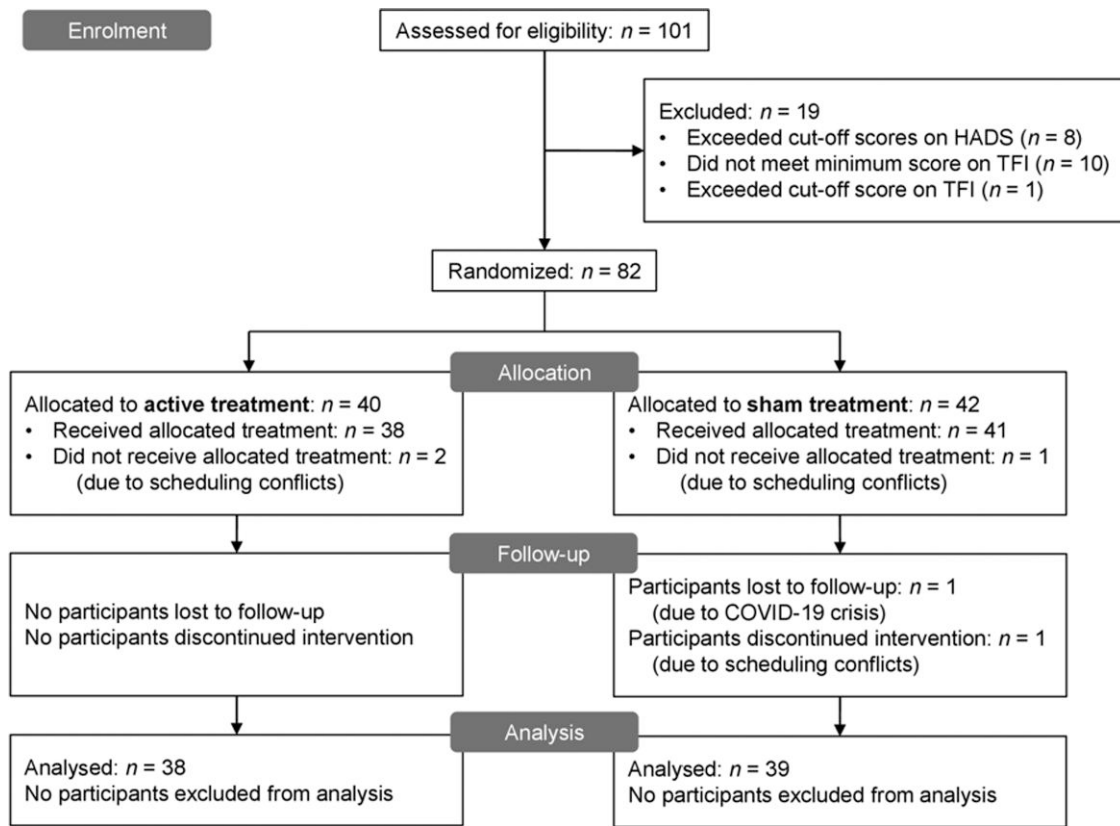 Enrolment
Assessed for eligibility: n = 101
Excluded: n = 19
• Exceeded cut-off scores on HADS (n = 8)
• Did not meet minimum score on TFI (n = 10)
• Exceeded cut-off score on TFI (n = 1)
Randomized: n = 82
Allocation
Allocated to active treatment: n = 40
• Received allocated treatment: n = 38
• Did not receive allocated treatment: n = 2
(due to scheduling conflicts)
Allocated to sham treatment: n = 42
• Received allocated treatment: n = 41
• Did not receive allocated treatment: n = 1
(due to scheduling conflicts)
Follow-up
No participants lost to follow-up
No participants discontinued intervention
Participants lost to follow-up: n = 1
(due to COVID-19 crisis)
Participants discontinued intervention: n = 1
(due to scheduling conflicts)
Analysis
Analysed: n = 38
No participants excluded from analysis
Analysed: n = 39
No participants excluded from analysis